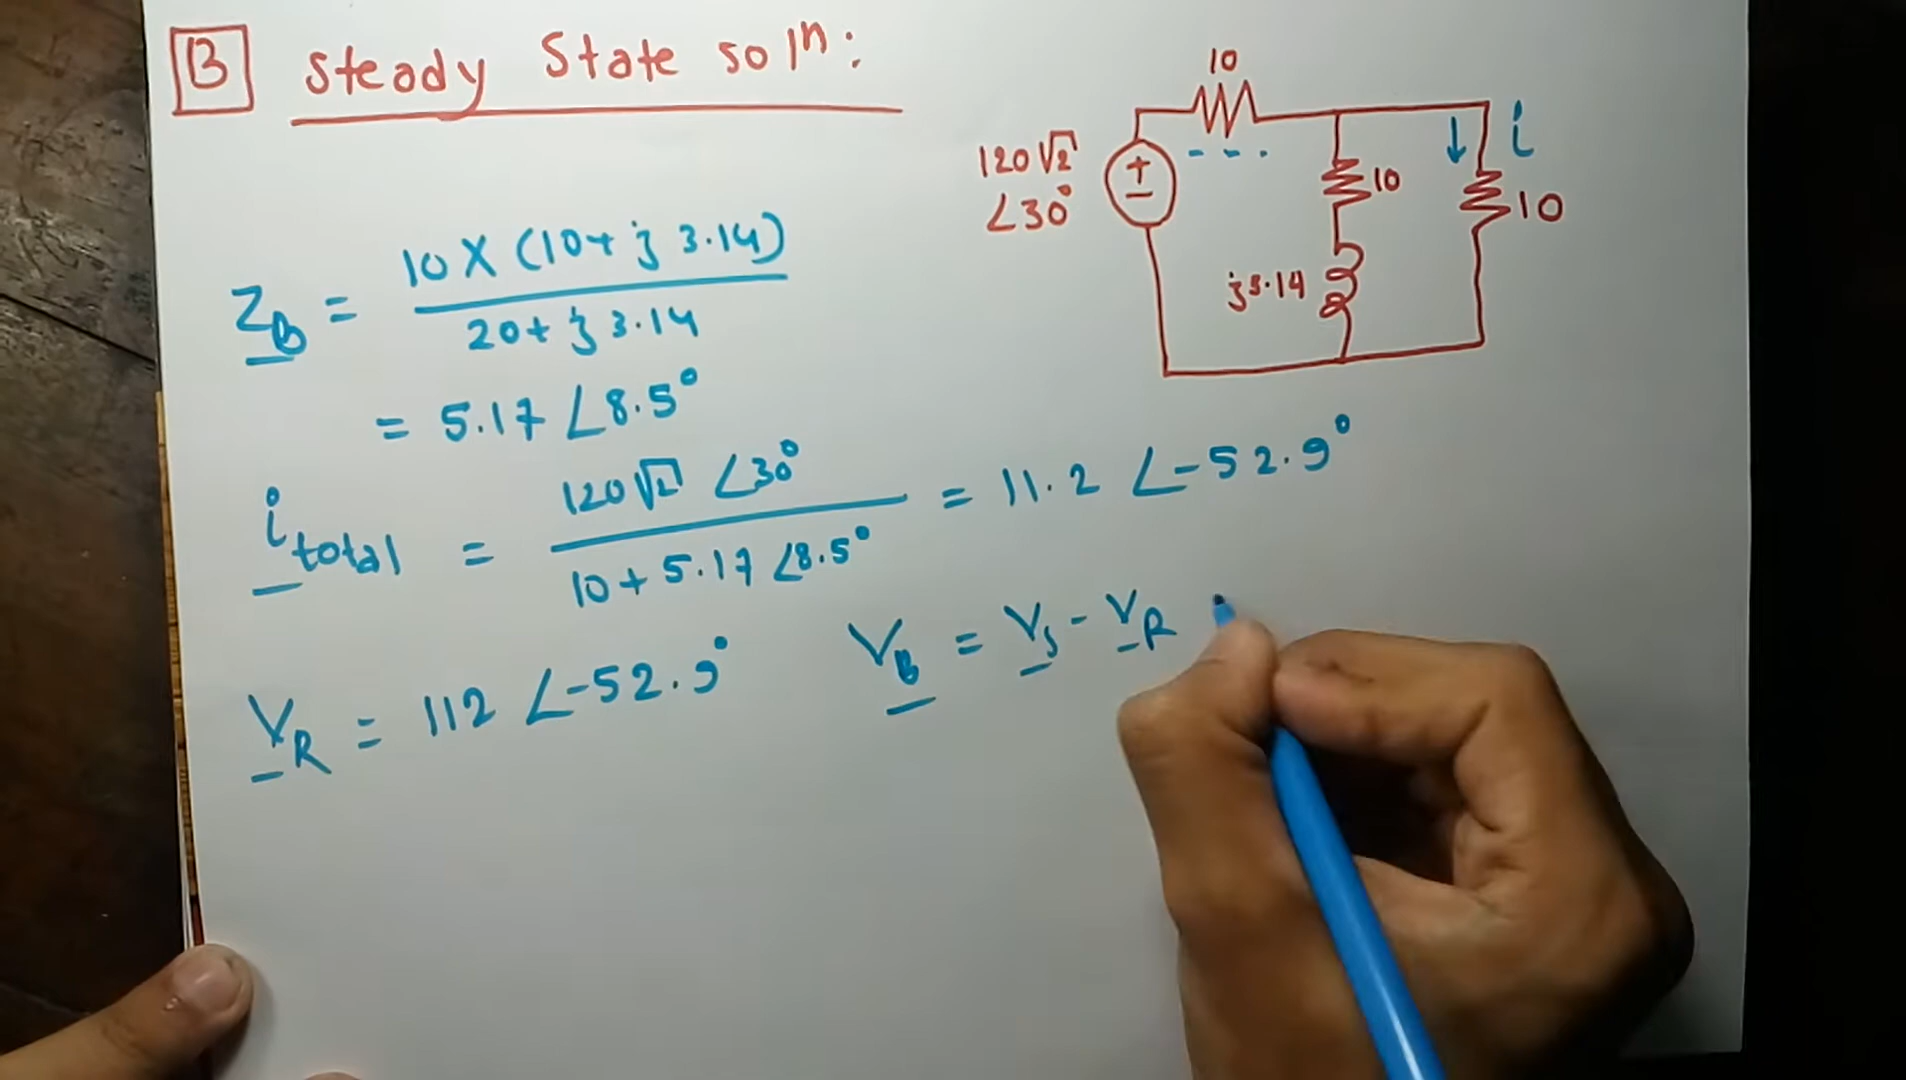 B Steady State solⁿ:
10
120√2
∠30°
+
−
i
10
10
j3.14
Z_B = 10 X (10+ j 3.14) / 20+ j 3.14
= 5.17 ∠8.5°
i_total = 120√2 ∠30° / 10 + 5.17 ∠8.5° = 11.2 ∠-52.9°
V_R = 112 ∠-52.9°
V_B = V_s - V_R